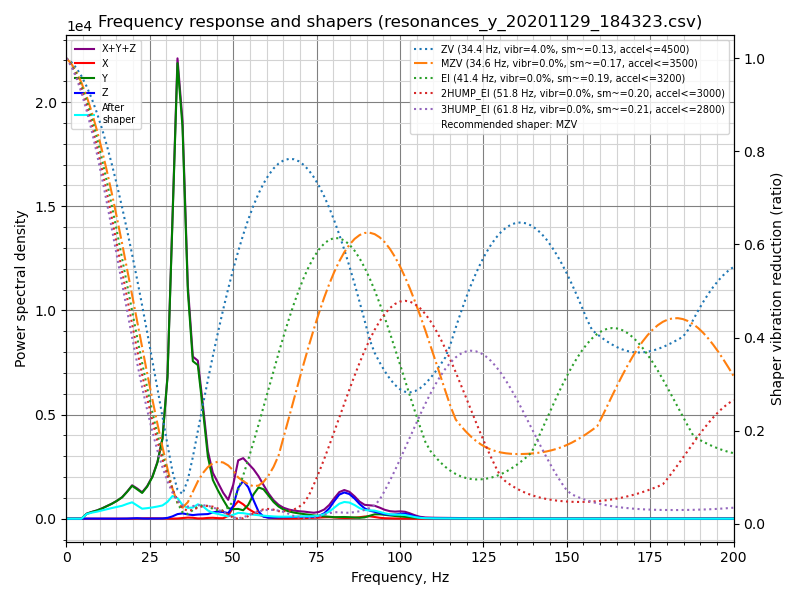 Frequency response and shapers (resonances_y_20201129_184323.csv)
1e4
X+Y+Z
X
Y
Z
After
shaper
ZV (34.4 Hz, vibr=4.0%, sm~=0.13, accel<=4500)
MZV (34.6 Hz, vibr=0.0%, sm~=0.17, accel<=3500)
EI (41.4 Hz, vibr=0.0%, sm~=0.19, accel<=3200)
2HUMP_EI (51.8 Hz, vibr=0.0%, sm~=0.20, accel<=3000)
3HUMP_EI (61.8 Hz, vibr=0.0%, sm~=0.21, accel<=2800)
Recommended shaper: MZV
Power spectral density
2.0
1.5
1.0
0.5
0.0
1.0
0.8
0.6
0.4
0.2
0.0
Shaper vibration reduction (ratio)
0 25 50 75 100 125 150 175 200
Frequency, Hz